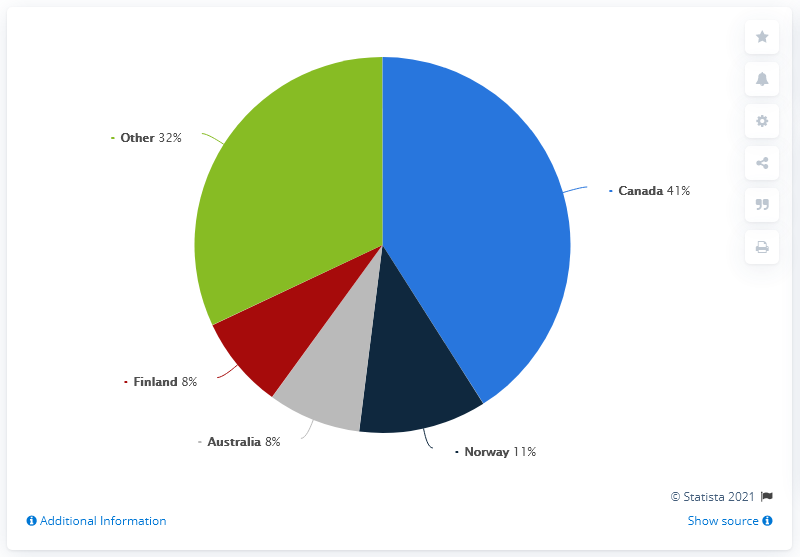 Other 32%
Canada 41%
Finland 8%
Australia 8%
Norway 11%
© Statista 2021
Additional Information
Show source